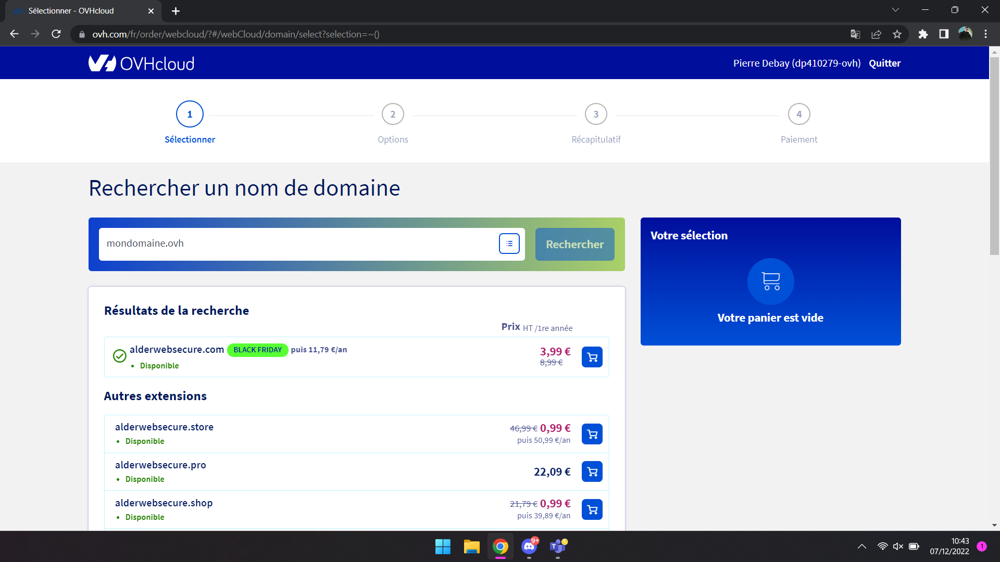 Sélectionner - OVHcloud
ovh.com/fr/order/webcloud/?#/webCloud/domain/select?selection=~()
OVHcloud
Pierre Debay (dp410279-ovh) Quitter
1
2
3
4
Sélectionner
Options
Récapitulatif
Paiement
Rechercher un nom de domaine
mondomaine.ovh
Rechercher
Votre sélection
Votre panier est vide
Résultats de la recherche
Prix HT /1re année
alderwebsecure.com BLACK FRIDAY puis 11,79 €/an
3,99 €
8,99 €
• Disponible
Autres extensions
alderwebsecure.store
46,99 € 0,99 €
• Disponible
puis 50,99 €/an
alderwebsecure.pro
22,09 €
• Disponible
alderwebsecure.shop
21,79 € 0,99 €
• Disponible
puis 39,89 €/an
9+
T
10:43
07/12/2022
1